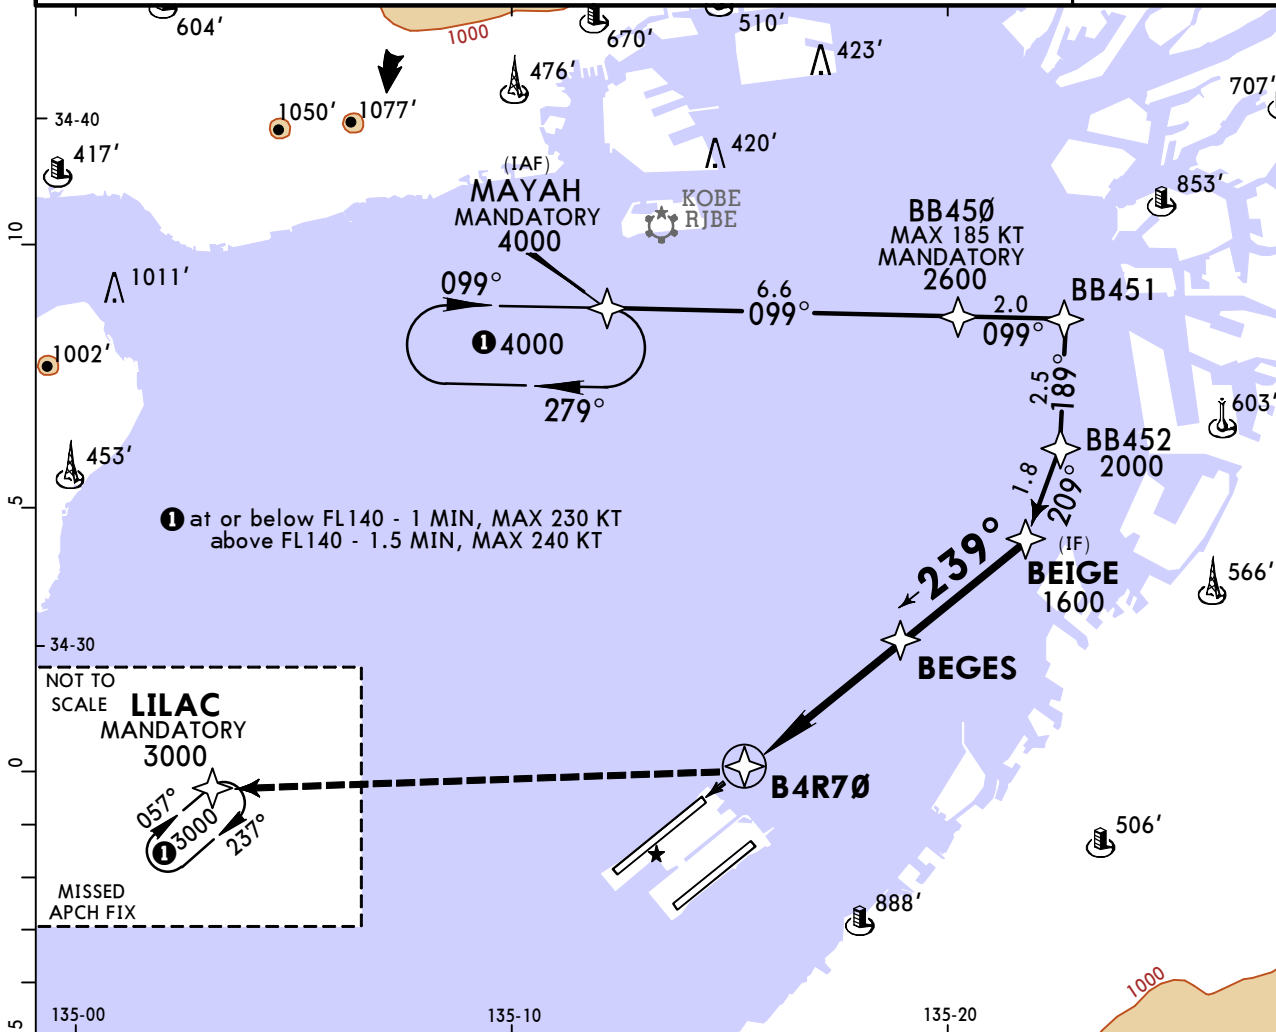 604′
1000
670′
510′
423′
476′
707′
1050′
1077′
34-40
417′
420′
(IAF)
MAYAH
MANDATORY
4000
KOBE
RJBE
853′
BB45Ø
MAX 185 KT
MANDATORY
2600
10
1011′
099°
6.6
099°
2.0
099°
BB451
❶ 4000
1002′
279°
2.5
189°
603′
BB452
2000
453′
1.8
209°
5
❶ at or below FL140 - 1 MIN, MAX 230 KT
above FL140 - 1.5 MIN, MAX 240 KT
239°
(IF)
BEIGE
1600
566′
34-30
BEGES
NOT TO
SCALE
LILAC
MANDATORY
3000
0
B4R7Ø
057°
❶ 3000
237°
506′
MISSED
APCH FIX
888′
1000
5
135-00
135-10
135-20